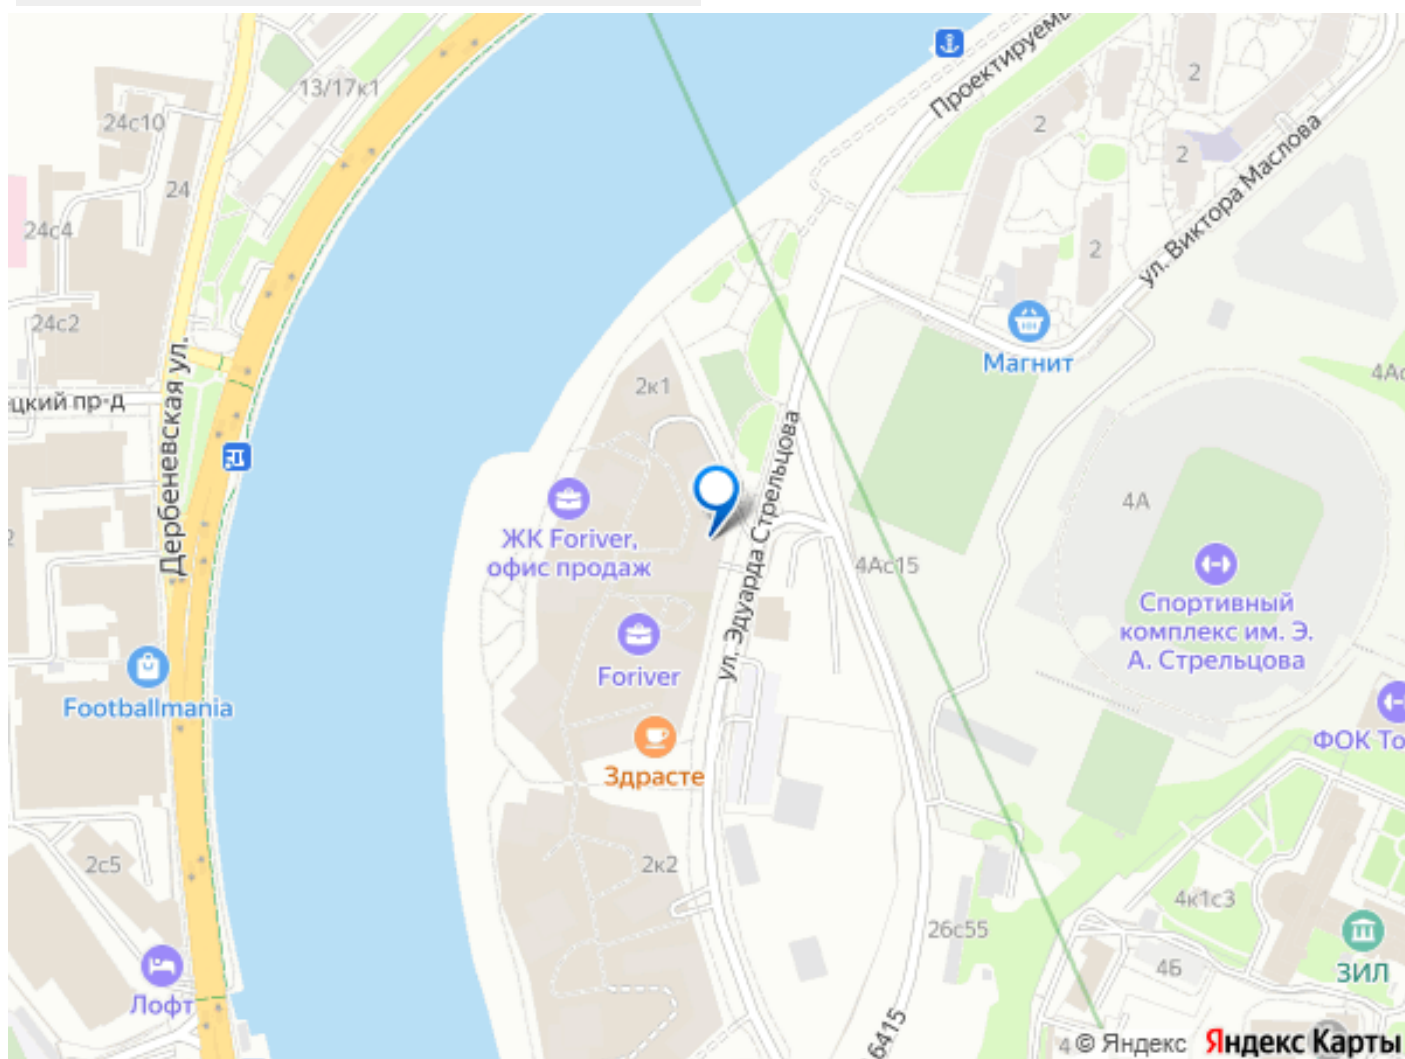 13/17к1
24с10
24
24с4
24с2
Дербеневская ул.
цкий пр-д
Footballmania
2с5
Лофт
2к1
ЖК Foriver,
офис продаж
Foriver
Здрасте
2к2
ул. Эдуарда Стрельцова
Проектируемы
2
2
2
2
ул. Виктора Маслова
Магнит
4Ас
4А
4Ас15
Спортивный
комплекс им. Э.
А. Стрельцова
ФОК То
4к1с3
26с55
4Б
ЗИЛ
6415
4
© Яндекс
Яндекс Карты